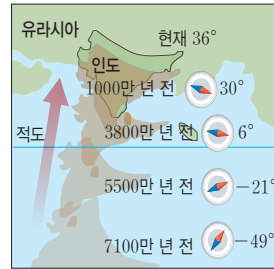 유라시아
현재 36°
인도
1000만 년 전 30°
3800만 년 전 6°
적도
5500만 년 전 -21°
7100만 년 전 -49°